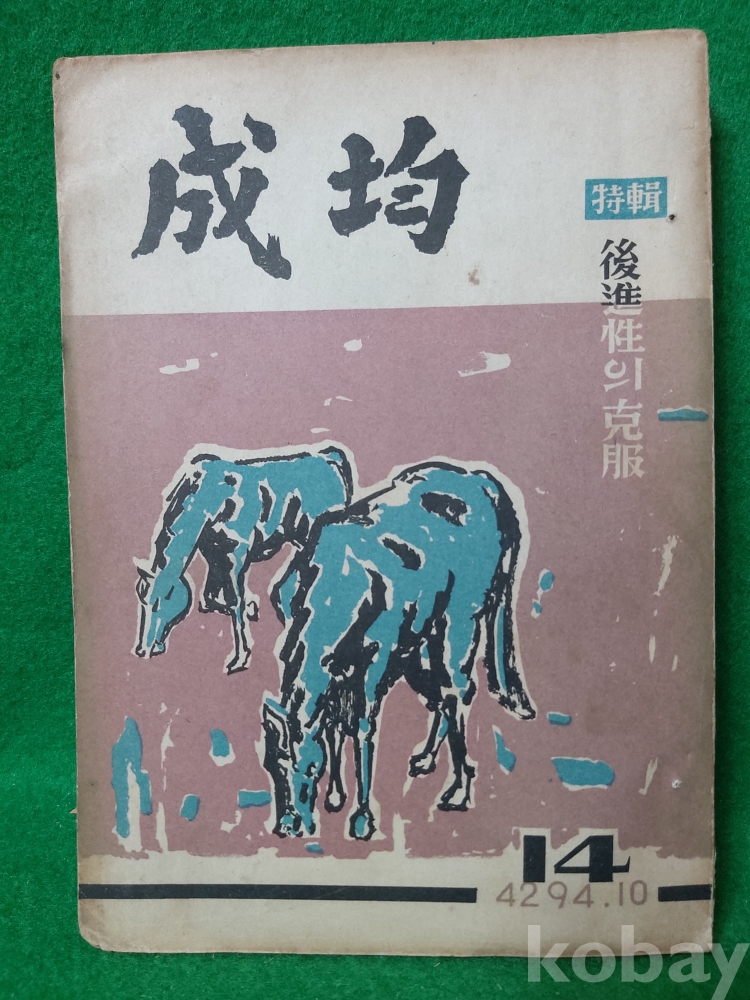 成均
特輯
後進性의 克服
14
4294.10
kobay